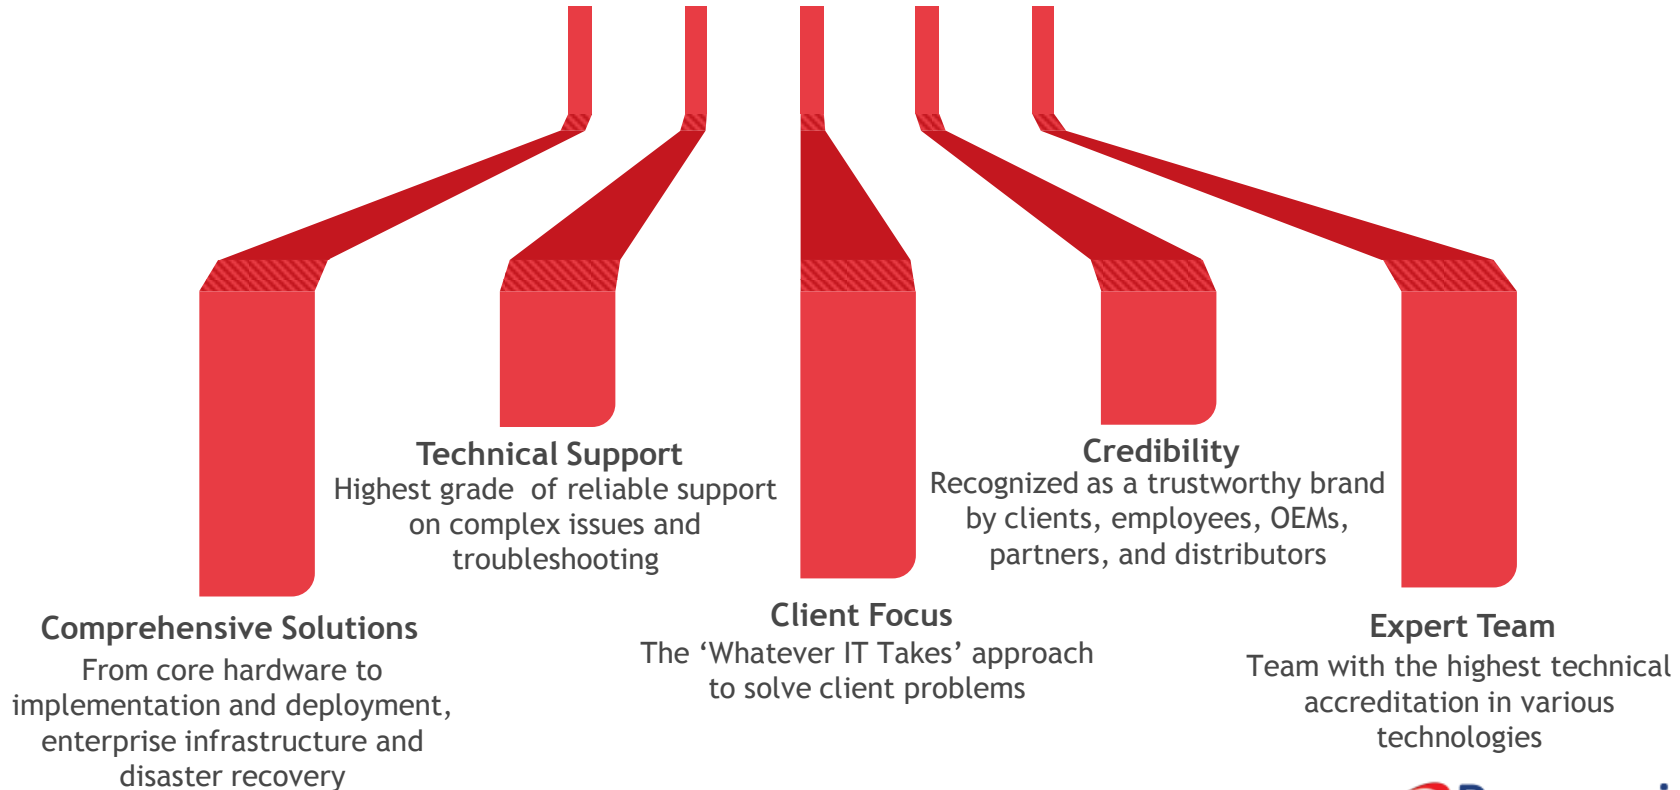 Technical Support
Highest grade of reliable support
on complex issues and
troubleshooting
Credibility
Recognized as a trustworthy brand
by clients, employees, OEMs,
partners, and distributors
Comprehensive Solutions
From core hardware to
implementation and deployment,
enterprise infrastructure and
disaster recovery
Client Focus
The ‘Whatever IT Takes’ approach
to solve client problems
Expert Team
Team with the highest technical
accreditation in various
technologies